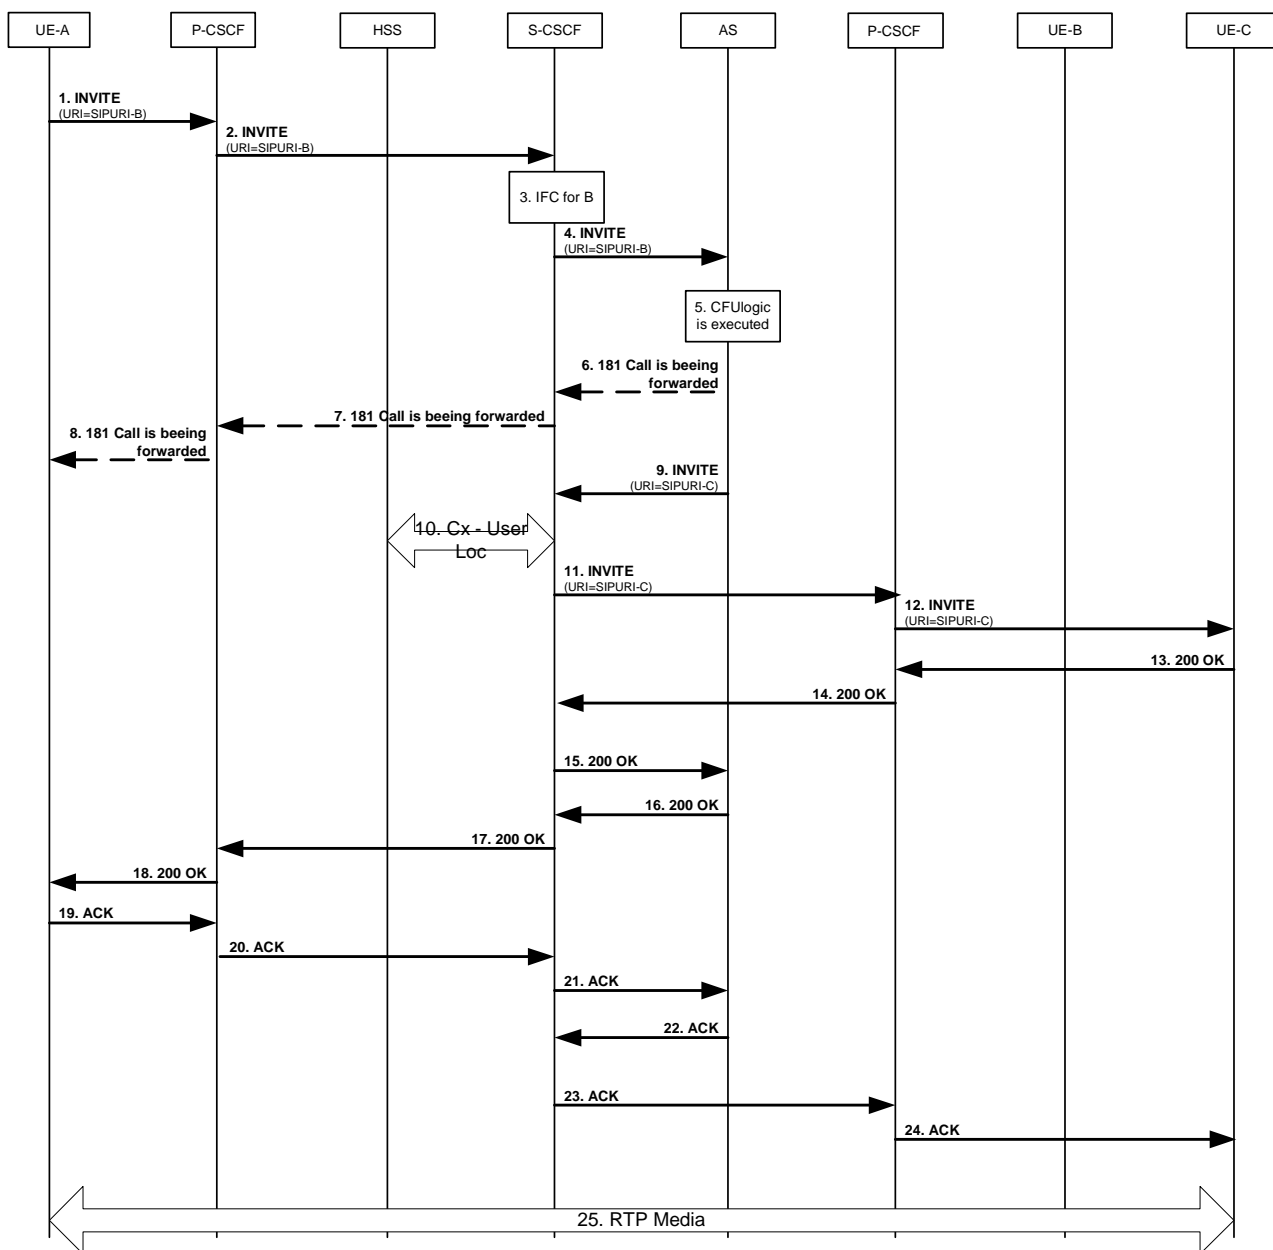 UE-A
P-CSCF
HSS
S-CSCF
AS
P-CSCF
UE-B
UE-C
1. INVITE
(URI=SIPURI-B)
2. INVITE
(URI=SIPURI-B)
3. IFC for B
4. INVITE
(URI=SIPURI-B)
5. CFUlogic
is executed
6. 181 Call is beeing
forwarded
7. 181 Call is beeing forwarded
8. 181 Call is beeing
forwarded
9. INVITE
(URI=SIPURI-C)
10. Cx - User
Loc
11. INVITE
(URI=SIPURI-C)
12. INVITE
(URI=SIPURI-C)
13. 200 OK
14. 200 OK
15. 200 OK
16. 200 OK
17. 200 OK
18. 200 OK
19. ACK
20. ACK
21. ACK
22. ACK
23. ACK
24. ACK
25. RTP Media